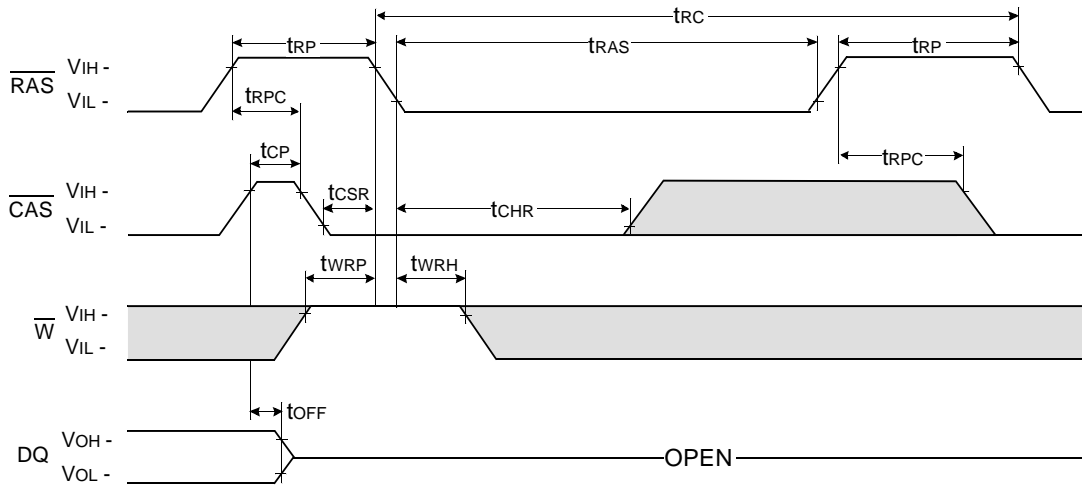 tRC
tRP tRAS tRP
RAS VIH -
VIL -
tRPC
tCP tRPC
CAS VIH -
VIL -
tCSR tCHR
tWRP tWRH
W VIH -
VIL -
tOFF
DQ VOH -
VOL -
OPEN